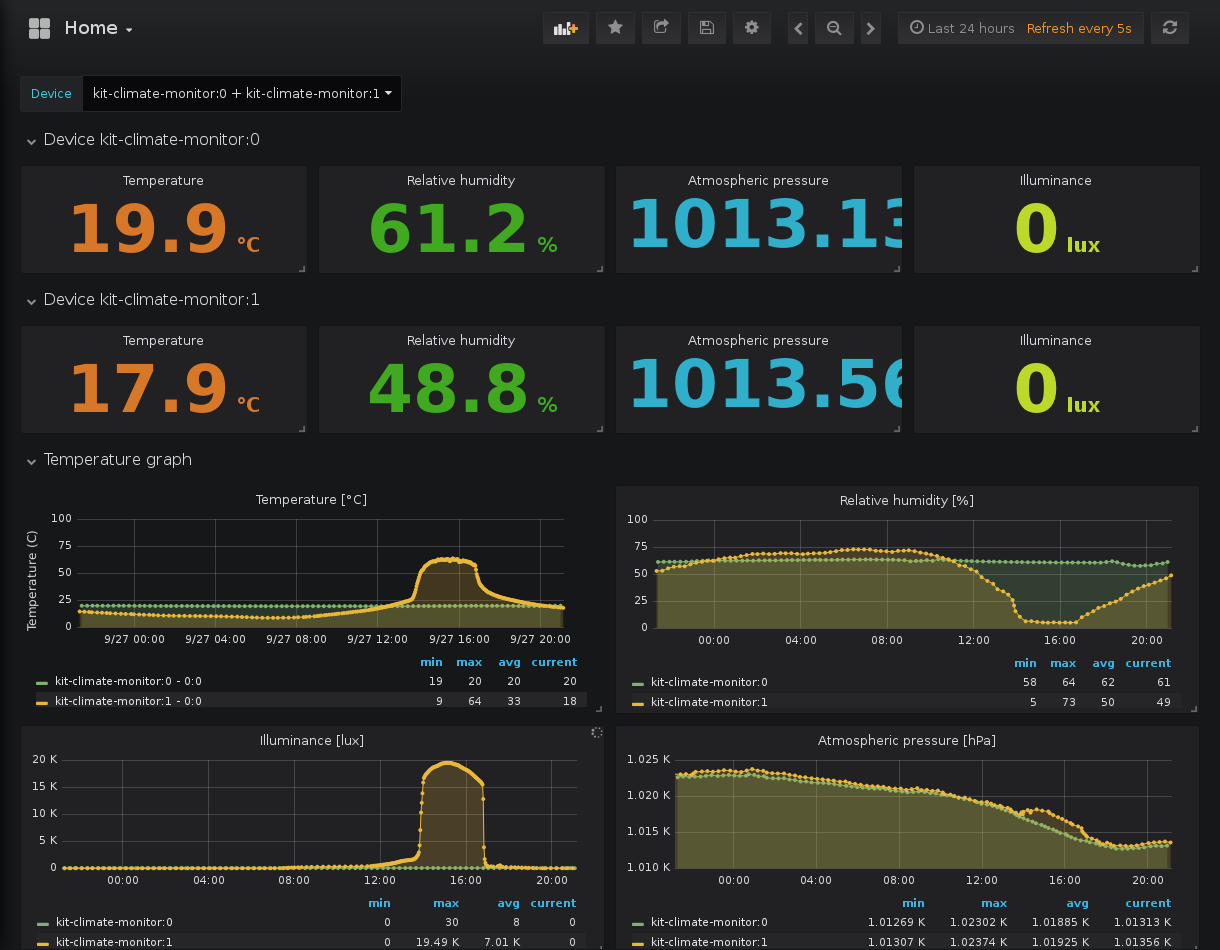 Home
Last 24 hours Refresh every 5s
Device kit-climate-monitor:0 + kit-climate-monitor:1
Device kit-climate-monitor:0
Temperature Relative humidity Atmospheric pressure Illuminance
19.9 °C 61.2 % 1013.13 0 lux
Device kit-climate-monitor:1
Temperature Relative humidity Atmospheric pressure Illuminance
17.9 °C 48.8 % 1013.56 0 lux
Temperature graph
Temperature [°C]
Temperature (C)
100
75
50
25
0
9/27 00:00 9/27 04:00 9/27 08:00 9/27 12:00 9/27 16:00 9/27 20:00
min max avg current
kit-climate-monitor:0 - 0:0 19 20 20 20
kit-climate-monitor:1 - 0:0 9 64 33 18
Relative humidity [%]
100
75
50
25
0
00:00 04:00 08:00 12:00 16:00 20:00
min max avg current
kit-climate-monitor:0 58 64 62 61
kit-climate-monitor:1 5 73 50 49
Illuminance [lux]
20 K
15 K
10 K
5 K
0
00:00 04:00 08:00 12:00 16:00 20:00
min max avg current
kit-climate-monitor:0 0 30 8 0
kit-climate-monitor:1 0 19.49 K 7.01 K 0
Atmospheric pressure [hPa]
1.025 K
1.020 K
1.015 K
1.010 K
00:00 04:00 08:00 12:00 16:00 20:00
min max avg current
kit-climate-monitor:0 1.01269 K 1.02302 K 1.01885 K 1.01313 K
kit-climate-monitor:1 1.01307 K 1.02374 K 1.01925 K 1.01356 K